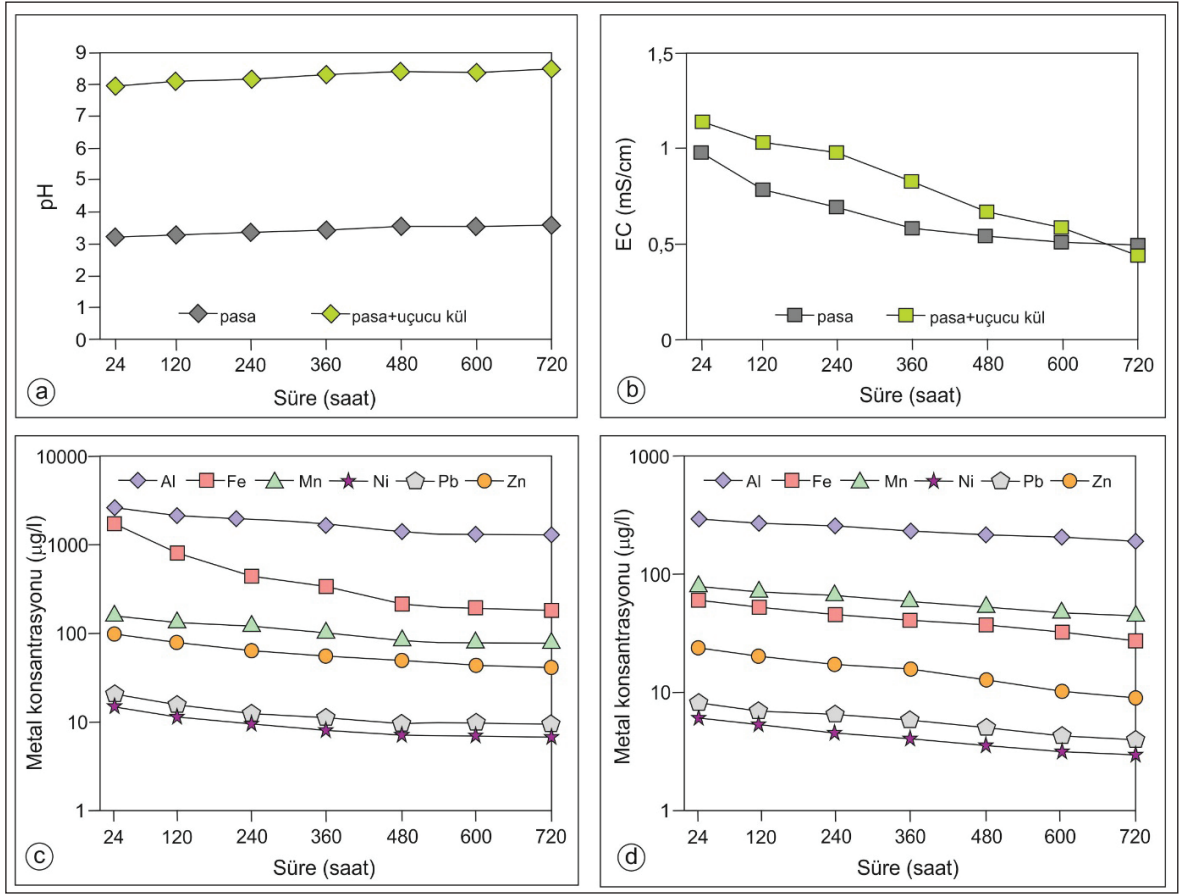 9
8
7
6
5
4
3
2
1
0
pH
pasa
pasa+uçucu kül
24 120 240 360 480 600 720
Süre (saat)
a
1,5
1
0,5
0
EC (mS/cm)
pasa
pasa+uçucu kül
24 120 240 360 480 600 720
Süre (saat)
b
10000
1000
100
10
1
Metal konsantrasyonu (µg/l)
Al Fe Mn Ni Pb Zn
24 120 240 360 480 600 720
Süre (saat)
c
1000
100
10
1
Metal konsantrasyonu (µg/l)
Al Fe Mn Ni Pb Zn
24 120 240 360 480 600 720
Süre (saat)
d